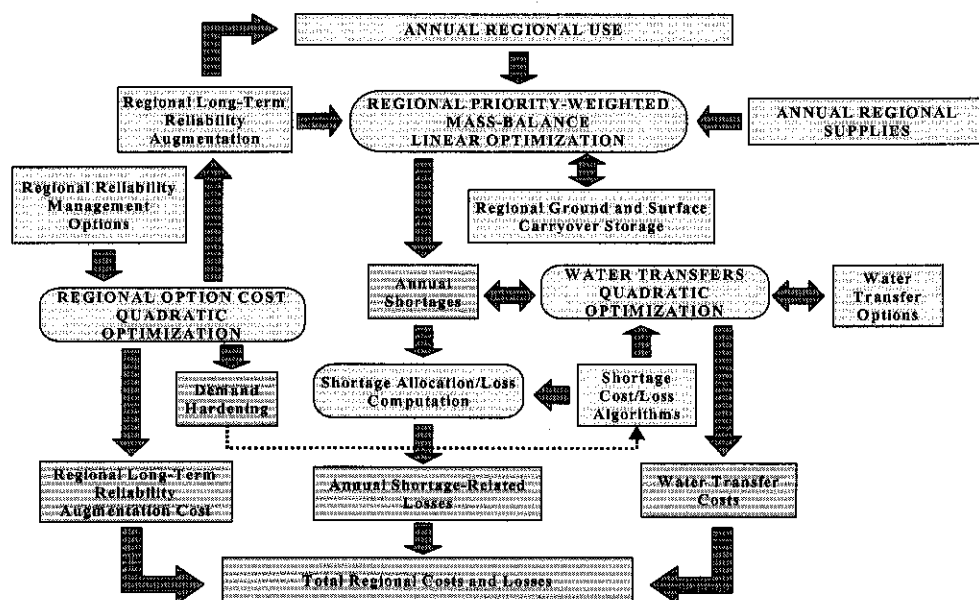 ANNUAL REGIONAL USE
Regional Long-Term
Reliability
Augmentation
REGIONAL PRIORITY-WEIGHTED
MASS-BALANCE
LINEAR OPTIMIZATION
ANNUAL REGIONAL
SUPPLIES
Regional Reliability
Management
Options
Regional Ground and Surface
Carryover Storage
REGIONAL OPTION COST
QUADRATIC
OPTIMIZATION
Annual
Shortages
WATER TRANSFERS
QUADRATIC
OPTIMIZATION
Water
Transfer
Options
Demand
Hardening
Shortage Allocation/Loss
Computation
Shortage
Cost/Loss
Algorithms
Regional Long-Term
Reliability
Augmentation Cost
Annual Shortage-Related
Losses
Water Transfer
Costs
Total Regional Costs and Losses